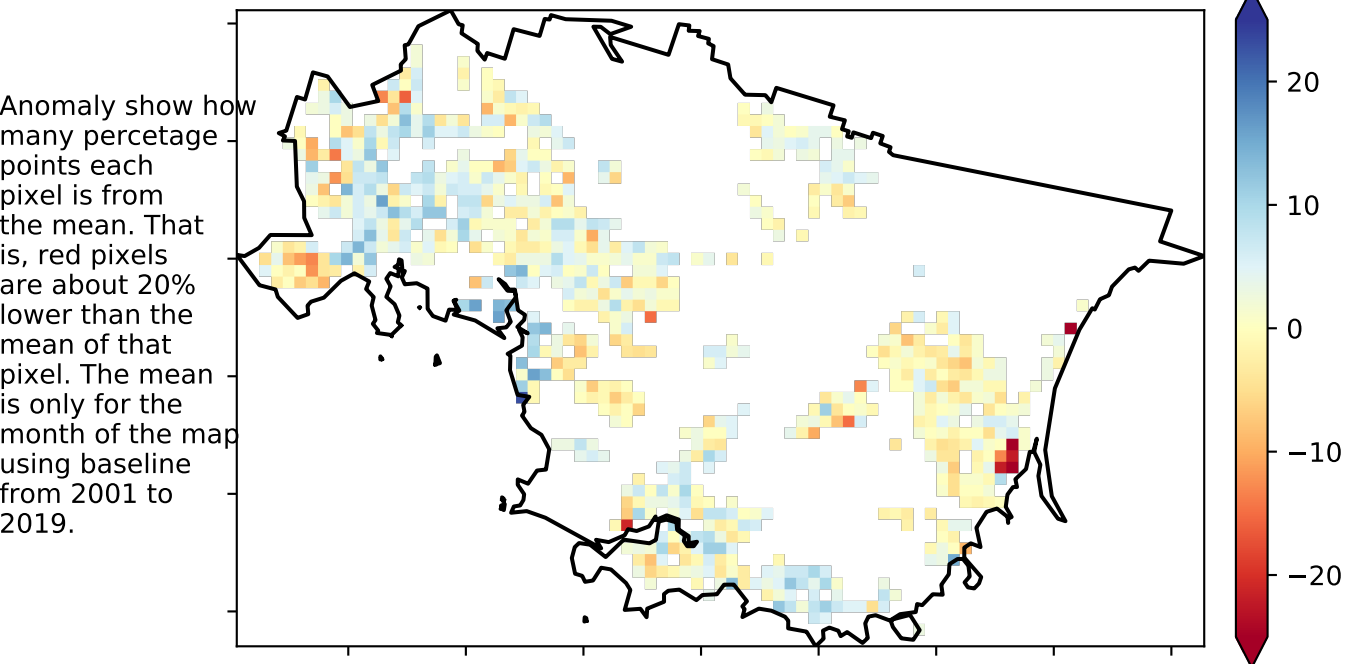 Anomaly show how
many percetage
points each
pixel is from
the mean. That
is, red pixels
are about 20%
lower than the
mean of that
pixel. The mean
is only for the
month of the map
using baseline
from 2001 to
2019.
20
10
0
−10
−20